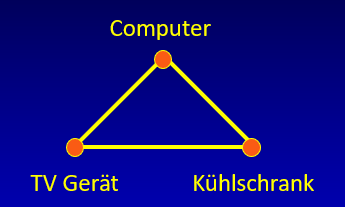 Computer
TV Gerät
Kühlschrank